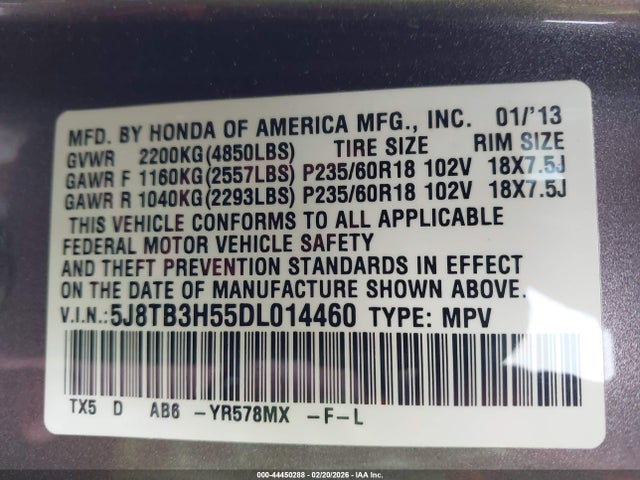 MFD. BY HONDA OF AMERICA MFG., INC. 01/'13
GVWR 2200KG(4850LBS) TIRE SIZE RIM SIZE
GAWR F 1160KG(2557LBS) P235/60R18 102V 18X7.5J
GAWR R 1040KG(2293LBS) P235/60R18 102V 18X7.5J
THIS VEHICLE CONFORMS TO ALL APPLICABLE
FEDERAL MOTOR VEHICLE SAFETY
AND THEFT PREVENTION STANDARDS IN EFFECT
ON THE DATE OF MANUFACTURE SHOWN ABOVE.
V.I.N.:5J8TB3H55DL014460 TYPE: MPV
TX5 D AB6 -YR578MX -F-L
000-44450288 - 02/20/2026 - IAA Inc.